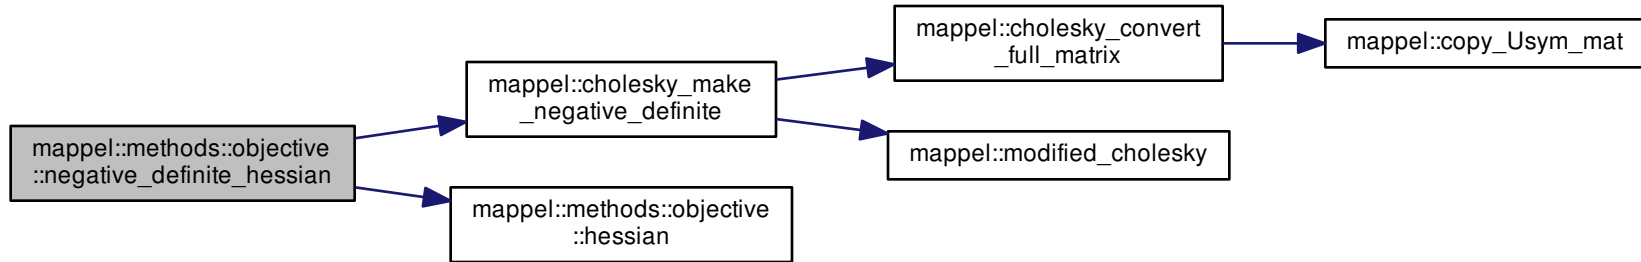 mappel::methods::objective
::negative_definite_hessian
mappel::cholesky_make
_negative_definite
mappel::cholesky_convert
_full_matrix
mappel::copy_Usym_mat
mappel::modified_cholesky
mappel::methods::objective
::hessian